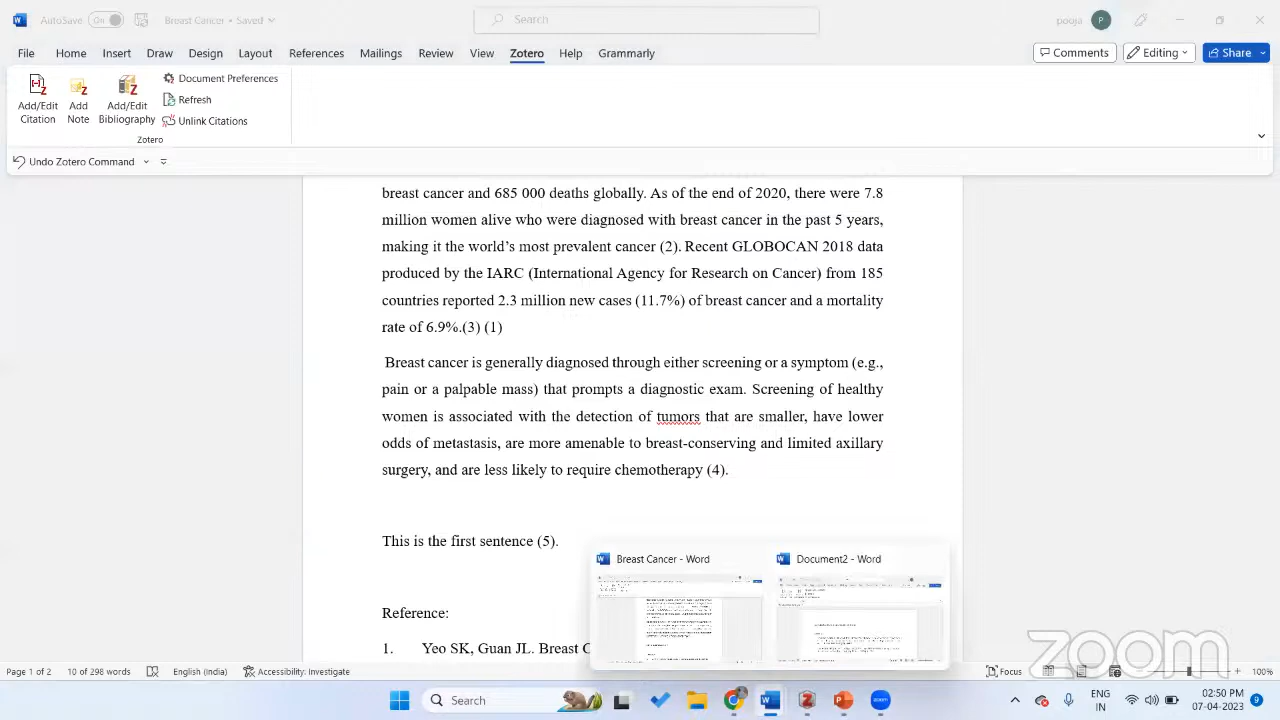 AutoSave Off Breast Cancer - Saved Search pooja P
File Home Insert Draw Design Layout References Mailings Review View Zotero Help Grammarly Comments Editing Share
Add/Edit Citation
Add Note
Add/Edit Bibliography
Document Preferences
Refresh
Unlink Citations
Zotero
Undo Zotero Command
breast cancer and 685 000 deaths globally. As of the end of 2020, there were 7.8
million women alive who were diagnosed with breast cancer in the past 5 years,
making it the world’s most prevalent cancer (2). Recent GLOBOCAN 2018 data
produced by the IARC (International Agency for Research on Cancer) from 185
countries reported 2.3 million new cases (11.7%) of breast cancer and a mortality
rate of 6.9%.(3) (1)
Breast cancer is generally diagnosed through either screening or a symptom (e.g.,
pain or a palpable mass) that prompts a diagnostic exam. Screening of healthy
women is associated with the detection of tumors that are smaller, have lower
odds of metastasis, are more amenable to breast-conserving and limited axillary
surgery, and are less likely to require chemotherapy (4).
This is the first sentence (5).
Breast Cancer - Word Document2 - Word
Reference:
1. Yeo SK, Guan JL. Breast C
zoom
Page 1 of 2 10 of 298 words English (India) Accessibility: Investigate Focus 100%
Search ENG IN 02:50 PM 07-04-2023 9